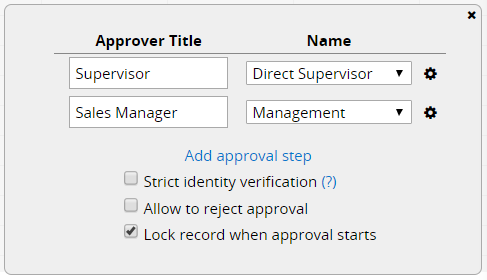 Approver Title Name
Supervisor Direct Supervisor
Sales Manager Management
Add approval step
Strict identity verification (?)
Allow to reject approval
Lock record when approval starts